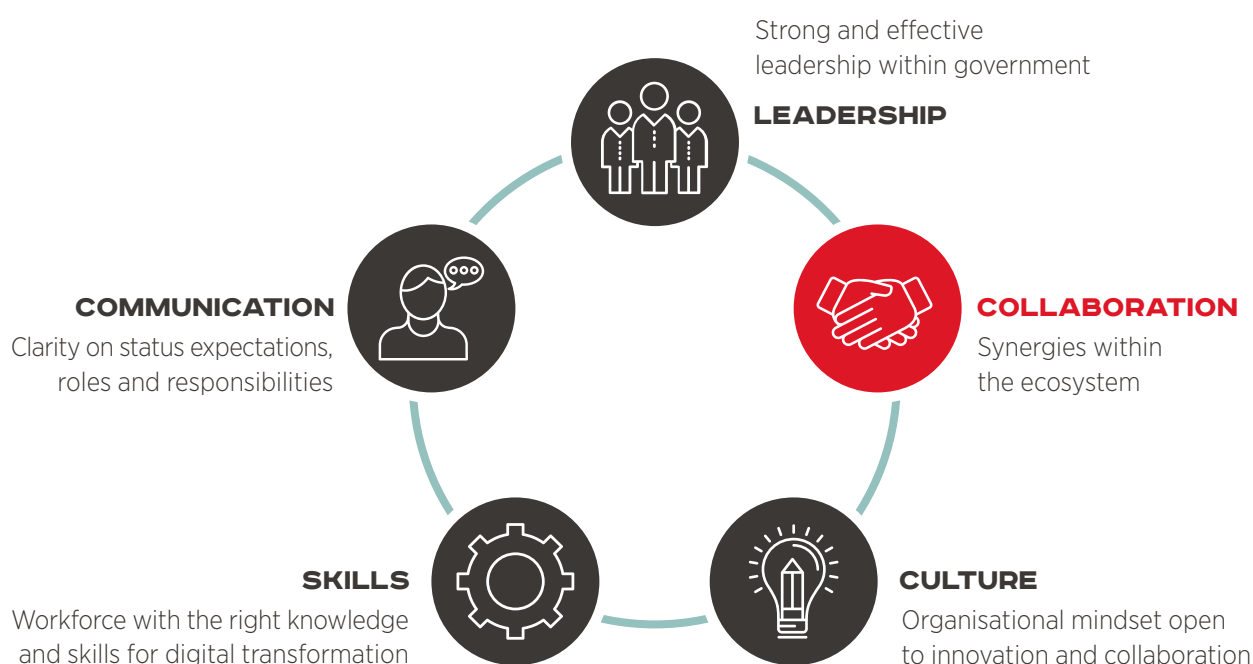 Strong and effective
leadership within government
LEADERSHIP
COMMUNICATION
Clarity on status expectations,
roles and responsibilities
COLLABORATION
Synergies within
the ecosystem
SKILLS
Workforce with the right knowledge
and skills for digital transformation
CULTURE
Organisational mindset open
to innovation and collaboration